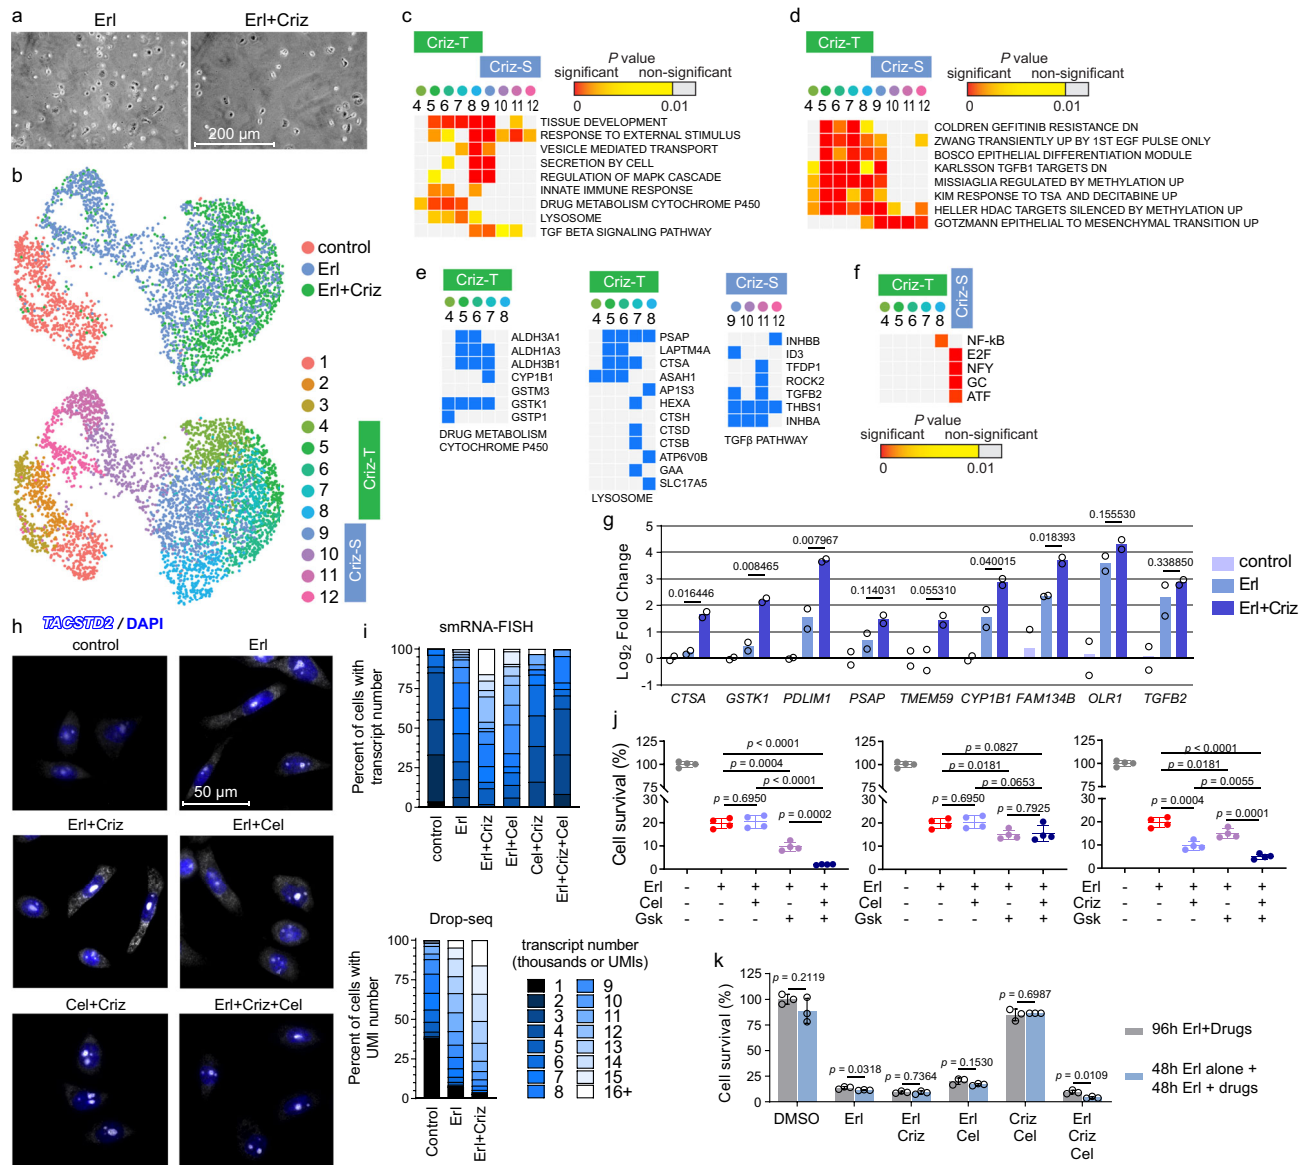 a
Erl
Erl+Criz
200 µm
b
control
Erl
Erl+Criz
1
2
3
4
5
6
7
8
9
10
11
12
Criz-T
Criz-S
c
Criz-T
Criz-S
P value
significant non-significant
0 0.01
4 5 6 7 8 9 10 11 12
TISSUE DEVELOPMENT
RESPONSE TO EXTERNAL STIMULUS
VESICLE MEDIATED TRANSPORT
SECRETION BY CELL
REGULATION OF MAPK CASCADE
INNATE IMMUNE RESPONSE
DRUG METABOLISM CYTOCHROME P450
LYSOSOME
TGF BETA SIGNALING PATHWAY
d
Criz-T
Criz-S
P value
significant non-significant
0 0.01
4 5 6 7 8 9 10 11 12
COLDREN GEFITINIB RESISTANCE DN
ZWANG TRANSIENTLY UP BY 1ST EGF PULSE ONLY
BOSCO EPITHELIAL DIFFERENTIATION MODULE
KARLSSON TGFB1 TARGETS DN
MISSIAGLIA REGULATED BY METHYLATION UP
KIM RESPONSE TO TSA AND DECITABINE UP
HELLER HDAC TARGETS SILENCED BY METHYLATION UP
GOTZMANN EPITHELIAL TO MESENCHYMAL TRANSITION UP
e
Criz-T
4 5 6 7 8
ALDH3A1
ALDH1A3
ALDH3B1
CYP1B1
GSTM3
GSTK1
GSTP1
DRUG METABOLISM
CYTOCHROME P450
Criz-T
4 5 6 7 8
PSAP
LAPTM4A
CTSA
ASAH1
AP1S3
HEXA
CTSH
CTSD
CTSB
ATP6V0B
GAA
SLC17A5
LYSOSOME
Criz-S
9 10 11 12
INHBB
ID3
TFDP1
ROCK2
TGFB2
THBS1
INHBA
TGFβ PATHWAY
f
Criz-T
Criz-S
4 5 6 7 8
NF-kB
E2F
NFY
GC
ATF
P value
significant non-significant
0 0.01
g
Log2 Fold Change
5
4
3
2
1
0
-1
0.016446
0.008465
0.007967
0.114031
0.055310
0.040015
0.018393
0.155530
0.338850
CTSA GSTK1 PDLIM1 PSAP TMEM59 CYP1B1 FAM134B OLR1 TGFB2
control
Erl
Erl+Criz
h
TACSTD2 / DAPI
control
Erl
50 µm
Erl+Criz
Erl+Cel
Cel+Criz
Erl+Criz+Cel
i
smRNA-FISH
Percent of cells with
transcript number
100
75
50
25
0
control
Erl
Erl+Criz
Erl+Cel
Cel+Criz
Erl+Criz+Cel
Drop-seq
Percent of cells with
UMI number
100
75
50
25
0
Control
Erl
Erl+Criz
transcript number
(thousands or UMIs)
1 9
2 10
3 11
4 12
5 13
6 14
7 15
8 16+
j
Cell survival (%)
125
100
75
30
20
10
0
p < 0.0001
p = 0.0004
p < 0.0001
p = 0.6950
p = 0.0002
Erl - + + + +
Cel - - + - +
Gsk - - - + +
125
100
75
30
20
10
0
p = 0.0827
p = 0.0181
p = 0.0653
p = 0.6950
p = 0.7925
Erl - + + + +
Cel - - + - +
Gsk - - - + +
125
100
75
30
20
10
0
p < 0.0001
p = 0.0181
p = 0.0055
p = 0.0004
p = 0.0001
Erl - + + + +
Criz - - + - +
Gsk - - - + +
k
Cell survival (%)
125
100
75
50
25
0
p = 0.2119
p = 0.0318
p = 0.7364
p = 0.1530
p = 0.6987
p = 0.0109
DMSO
Erl
Erl
Criz
Erl
Cel
Criz
Cel
Erl
Criz
Cel
96h Erl+Drugs
48h Erl alone +
48h Erl + drugs